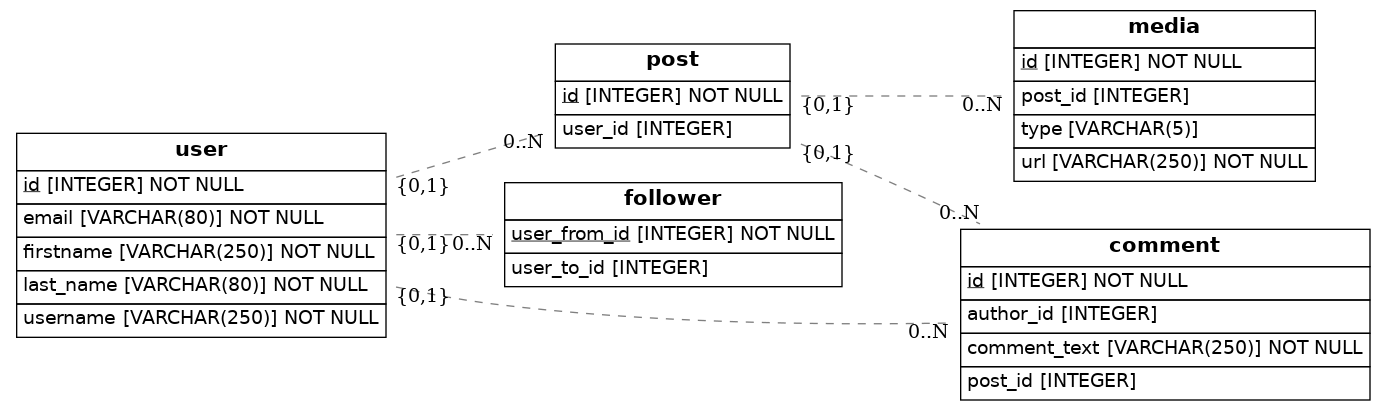 user
id [INTEGER] NOT NULL
email [VARCHAR(80)] NOT NULL
firstname [VARCHAR(250)] NOT NULL
last_name [VARCHAR(80)] NOT NULL
username [VARCHAR(250)] NOT NULL
{0,1}
0..N
{0,1}
0..N
{0,1}
0..N
post
id [INTEGER] NOT NULL
user_id [INTEGER]
{0,1}
0..N
{0,1}
0..N
follower
user_from_id [INTEGER] NOT NULL
user_to_id [INTEGER]
media
id [INTEGER] NOT NULL
post_id [INTEGER]
type [VARCHAR(5)]
url [VARCHAR(250)] NOT NULL
comment
id [INTEGER] NOT NULL
author_id [INTEGER]
comment_text [VARCHAR(250)] NOT NULL
post_id [INTEGER]